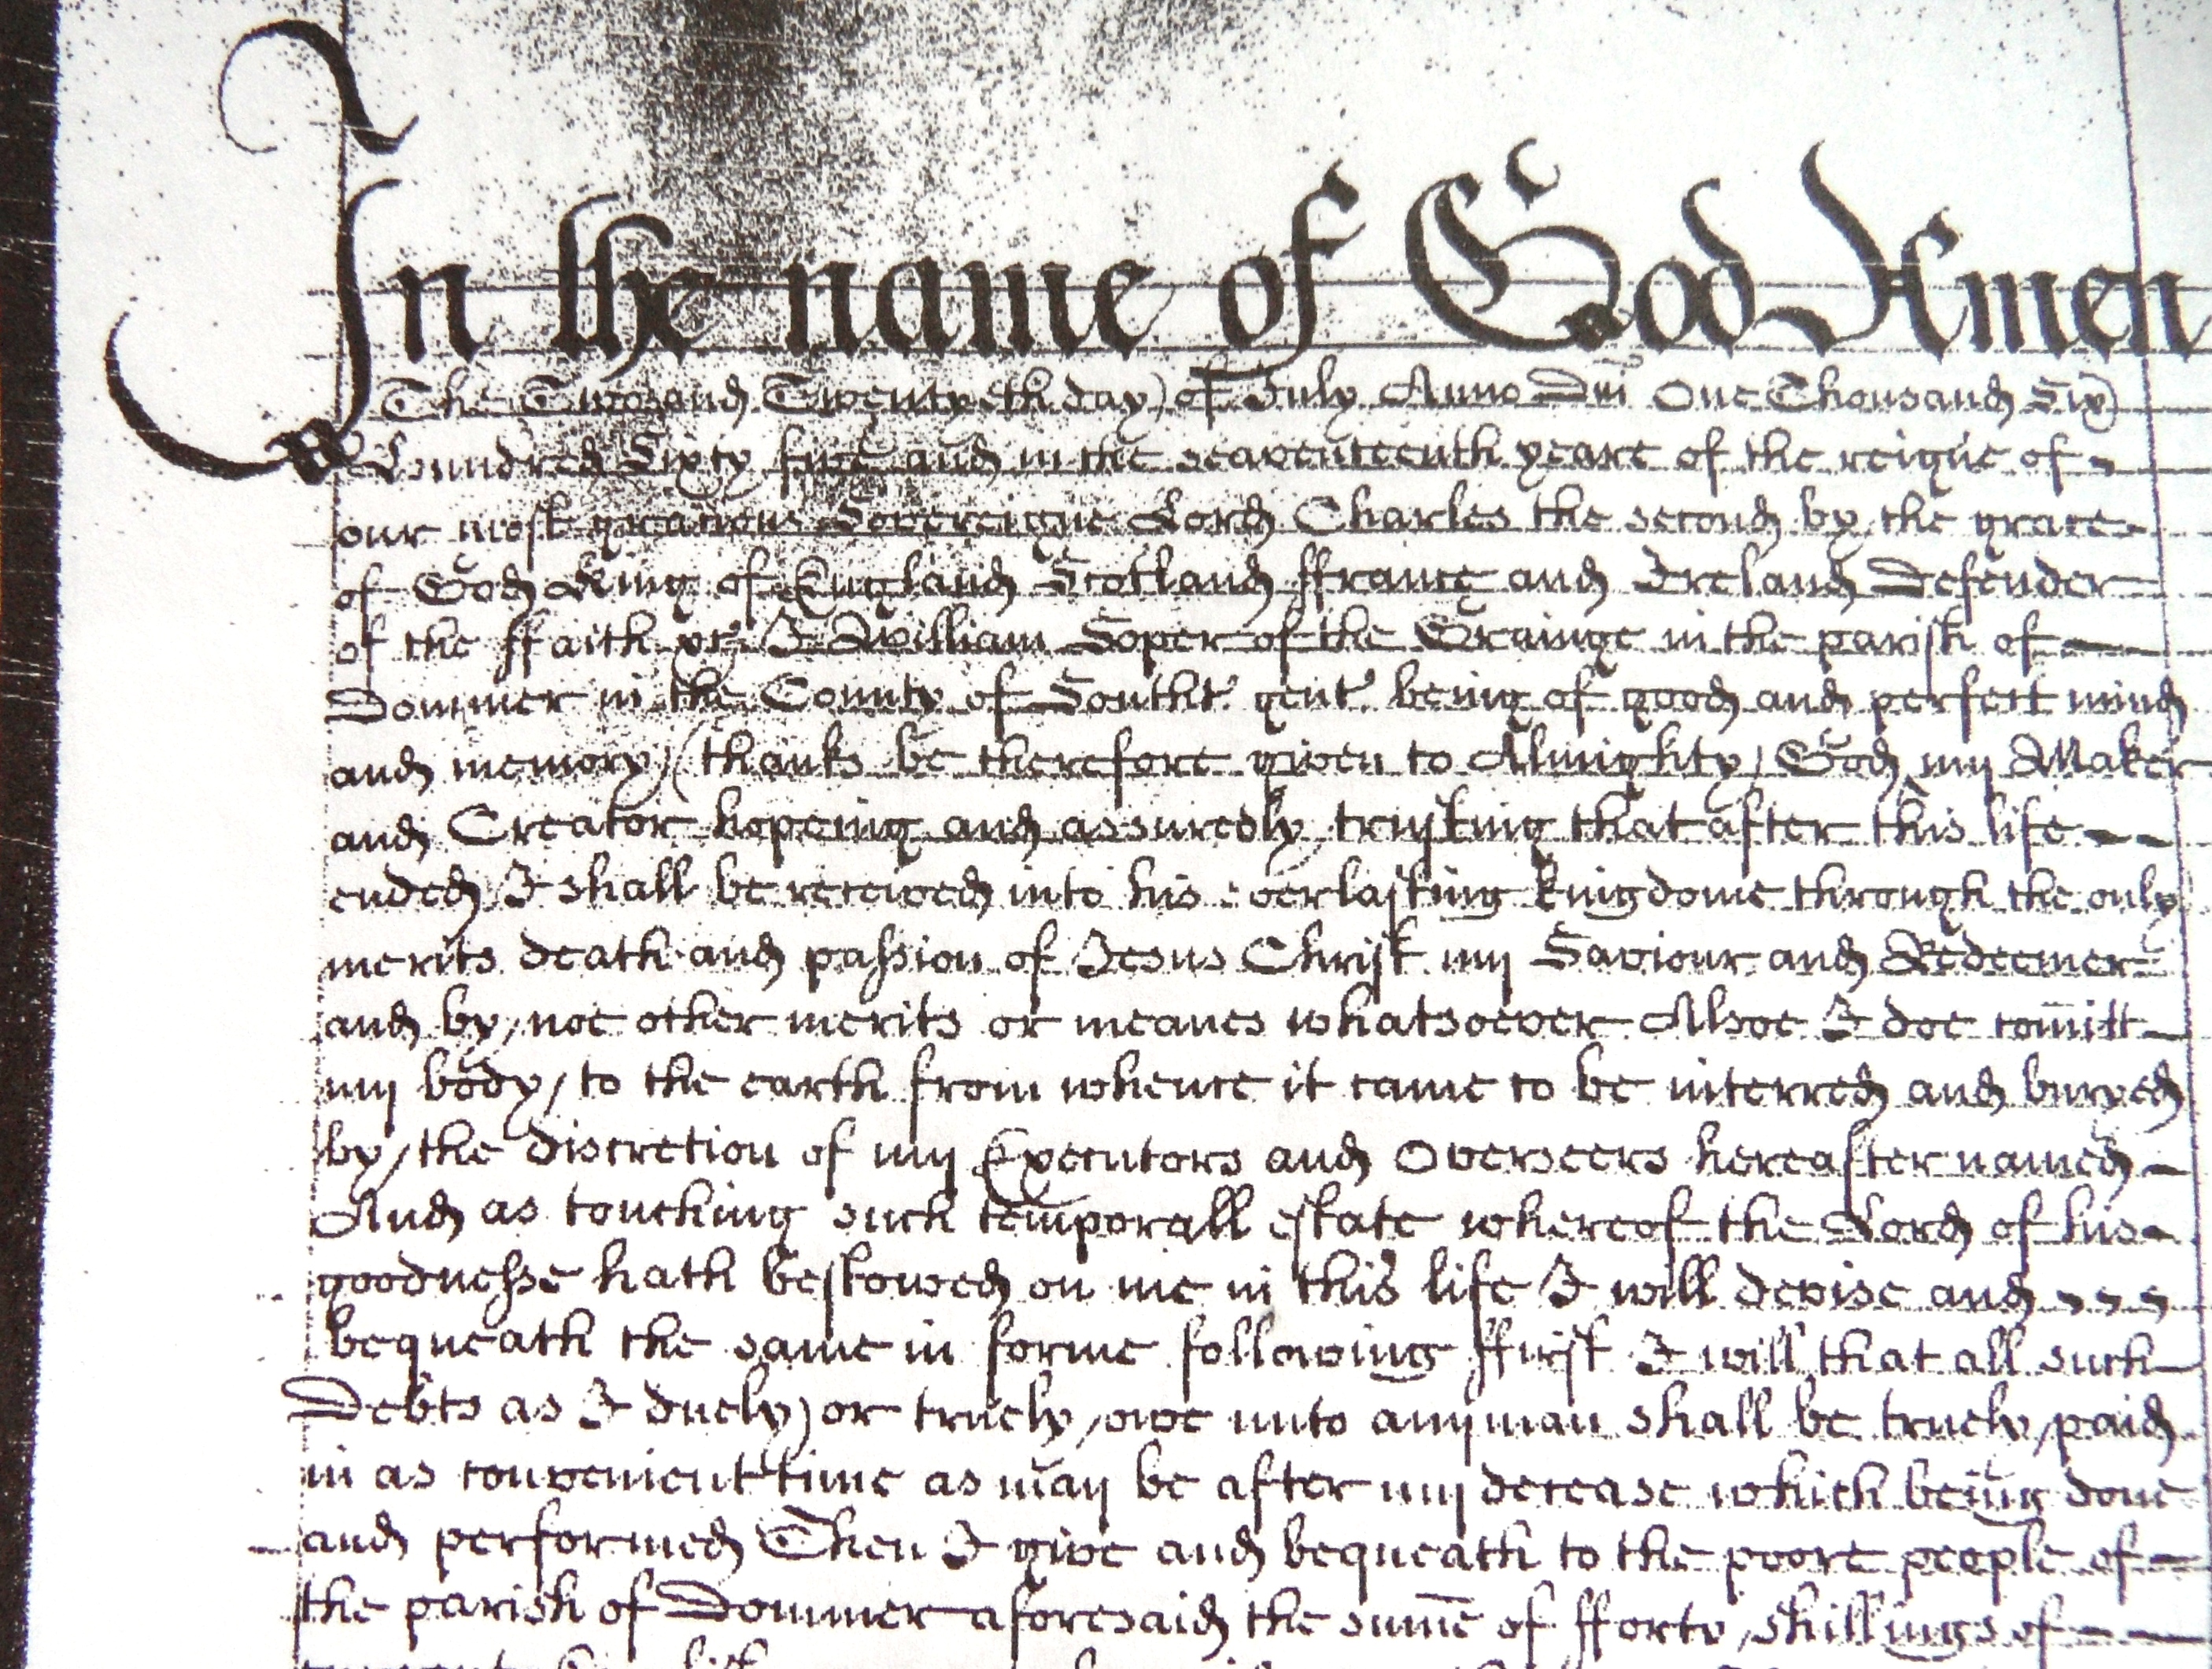 In the name of God Amen
The Two and Twentyeth day of July Anno Dni One Thousand Six
Hundred Sixty five and in the seaventeenth yeare of the reigne of
our most gracious Sovereigne Lord Charles the second by the grace
of God King of England Scotland ffrance and Ireland Defender
of the ffaith &c I William Soper of the Grainge in the parish of
Dommer in the County of Southt. gent. being of good and perfect mind
and memory (thanks be therefore given to Almighty God my Maker
and Creator hopeing and assuredly trusting that after this life
ended I shall be received into his everlasting kingdome through the only
merits death and passion of Jesus Christ my Saviour and Redeemer
and by noe other merits or meanes whatsoever Alsoe I doe comitt
my body to the earth from whence it came to be interred and buryed
by the discretion of my Executors and Overseers hereafter named
And as touching such temporall estate whereof the Lord of his
goodnesse hath bestowed on me in this life I will devise and
bequeath the same in forme following ffirst I will that all such
Debts as I duely or truely owe unto any man shall be truely paid
in as convenient time as may be after my decease which being done
and performed Then I give and bequeath to the poore people of
the parish of Dommer aforesaid the sume of fforty shillings of